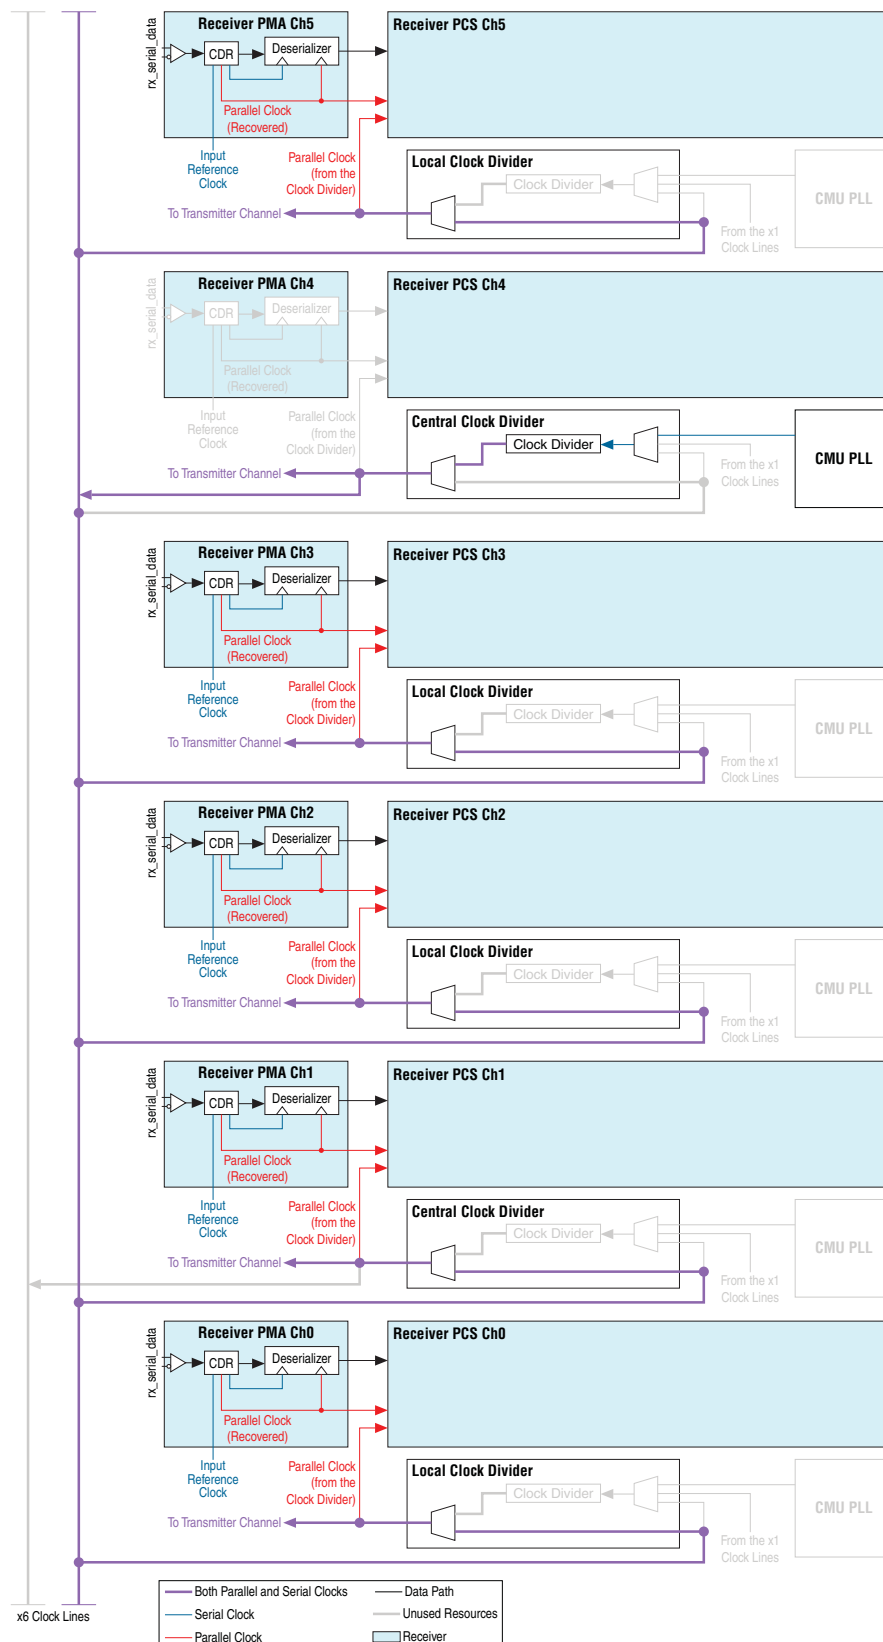 Receiver PMA Ch5
Receiver PCS Ch5
rx_serial_data
CDR
Deserializer
Parallel Clock
(Recovered)
Input
Reference
Clock
Parallel Clock
(from the
Clock Divider)
Local Clock Divider
Clock Divider
CMU PLL
To Transmitter Channel
From the x1
Clock Lines
Receiver PMA Ch4
Receiver PCS Ch4
rx_serial_data
CDR
Deserializer
Parallel Clock
(Recovered)
Input
Reference
Clock
Parallel Clock
(from the
Clock Divider)
Central Clock Divider
Clock Divider
CMU PLL
To Transmitter Channel
From the x1
Clock Lines
Receiver PMA Ch3
Receiver PCS Ch3
rx_serial_data
CDR
Deserializer
Parallel Clock
(Recovered)
Input
Reference
Clock
Parallel Clock
(from the
Clock Divider)
Local Clock Divider
Clock Divider
CMU PLL
To Transmitter Channel
From the x1
Clock Lines
Receiver PMA Ch2
Receiver PCS Ch2
rx_serial_data
CDR
Deserializer
Parallel Clock
(Recovered)
Input
Reference
Clock
Parallel Clock
(from the
Clock Divider)
Local Clock Divider
Clock Divider
CMU PLL
To Transmitter Channel
From the x1
Clock Lines
Receiver PMA Ch1
Receiver PCS Ch1
rx_serial_data
CDR
Deserializer
Parallel Clock
(Recovered)
Input
Reference
Clock
Parallel Clock
(from the
Clock Divider)
Central Clock Divider
Clock Divider
CMU PLL
To Transmitter Channel
From the x1
Clock Lines
Receiver PMA Ch0
Receiver PCS Ch0
rx_serial_data
CDR
Deserializer
Parallel Clock
(Recovered)
Input
Reference
Clock
Parallel Clock
(from the
Clock Divider)
Local Clock Divider
Clock Divider
CMU PLL
To Transmitter Channel
From the x1
Clock Lines
x6 Clock Lines
Both Parallel and Serial Clocks
Data Path
Serial Clock
Unused Resources
Parallel Clock
Receiver